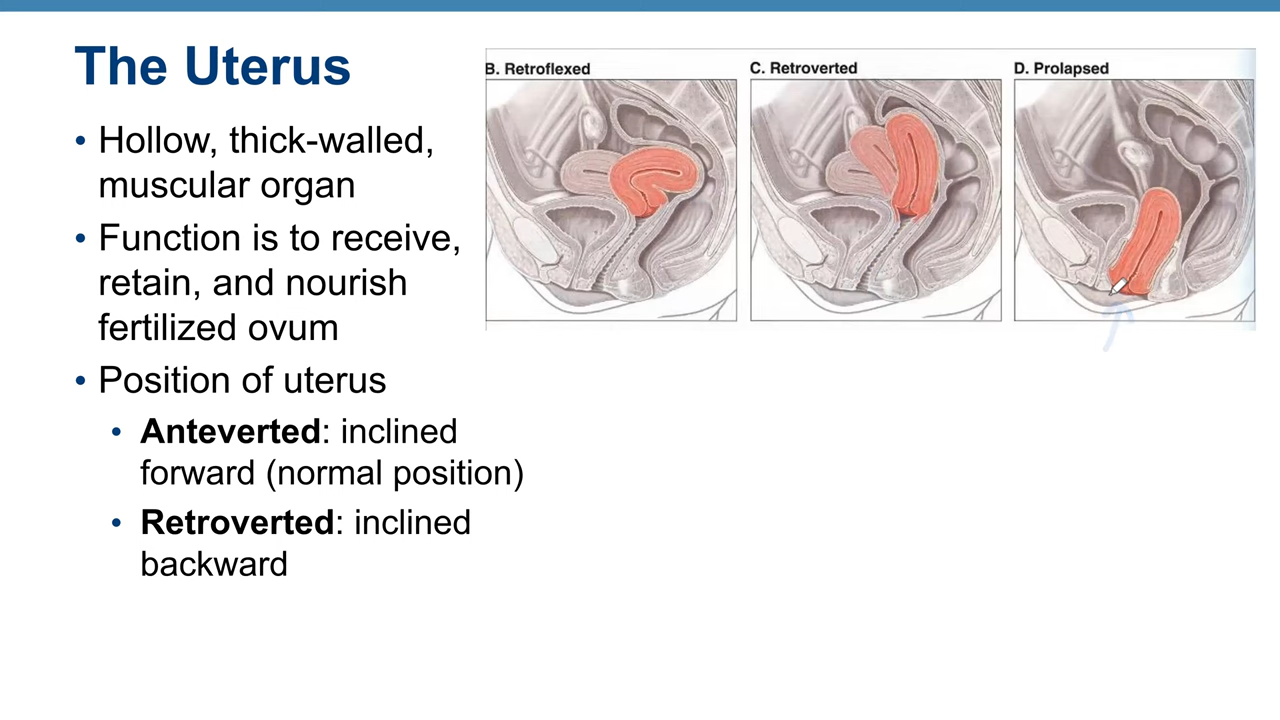 The Uterus
• Hollow, thick-walled,
muscular organ
• Function is to receive,
retain, and nourish
fertilized ovum
• Position of uterus
• Anteverted: inclined
forward (normal position)
• Retroverted: inclined
backward
B. Retroflexed
C. Retroverted
D. Prolapsed